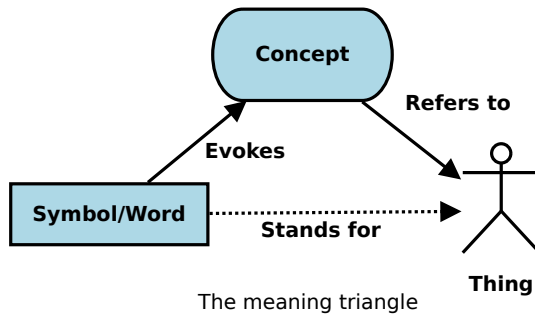 Concept
Refers to
Evokes
Symbol/Word
Stands for
Thing
The meaning triangle